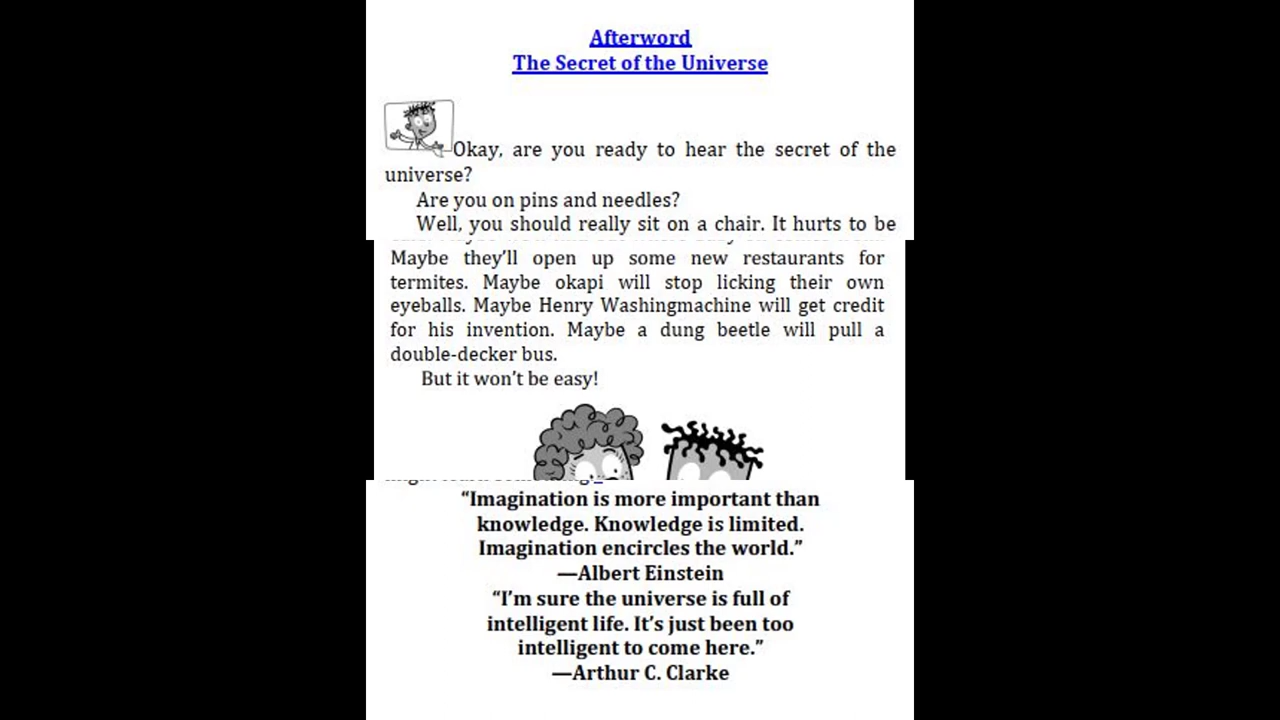 Afterword
The Secret of the Universe
Okay, are you ready to hear the secret of the
universe?
Are you on pins and needles?
Well, you should really sit on a chair. It hurts to be
Maybe they’ll open up some new restaurants for
termites. Maybe okapi will stop licking their own
eyeballs. Maybe Henry Washingmachine will get credit
for his invention. Maybe a dung beetle will pull a
double-decker bus.
But it won’t be easy!
“Imagination is more important than
knowledge. Knowledge is limited.
Imagination encircles the world.”
—Albert Einstein
“I’m sure the universe is full of
intelligent life. It’s just been too
intelligent to come here.”
—Arthur C. Clarke